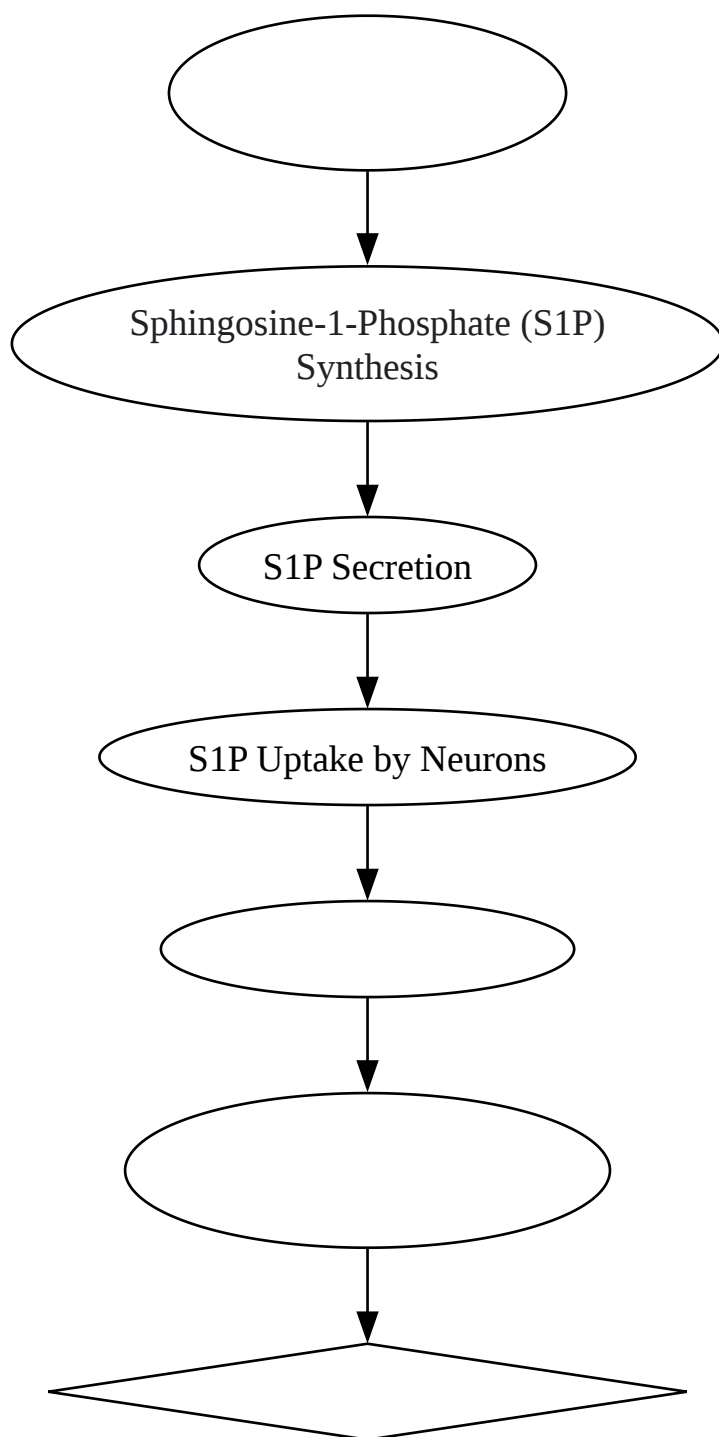 Sphingosine-1-Phosphate (S1P)
Synthesis
S1P Secretion
S1P Uptake by Neurons